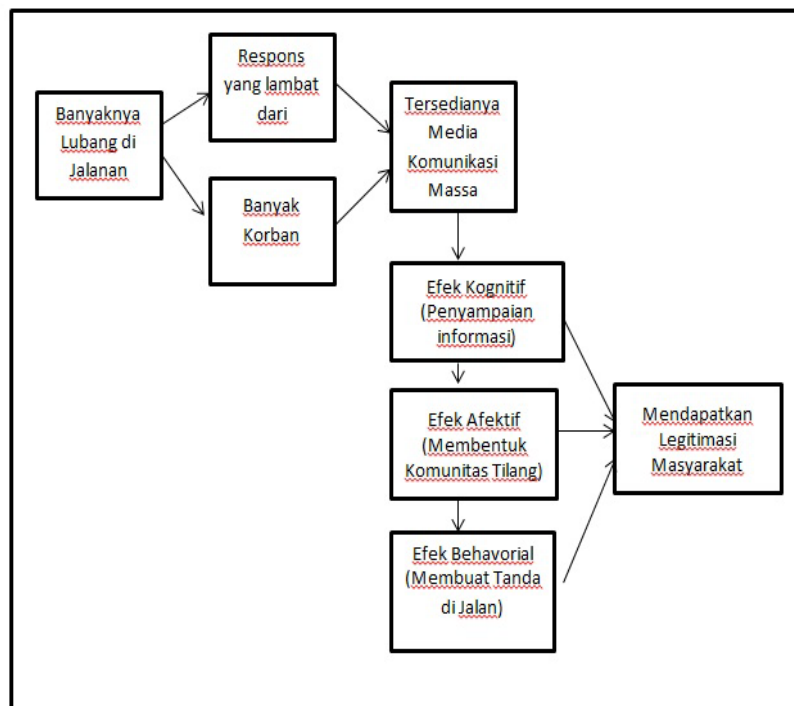 Banyaknya
Lubang di
Jalanan
Respons
yang lambat
dari
Banyak
Korban
Tersedianya
Media
Komunikasi
Massa
Efek Kognitif
(Penyampaian
informasi)
Efek Afektif
(Membentuk
Komunitas Tilang)
Efek Behavorial
(Membuat Tanda
di Jalan)
Mendapatkan
Legitimasi
Masyarakat